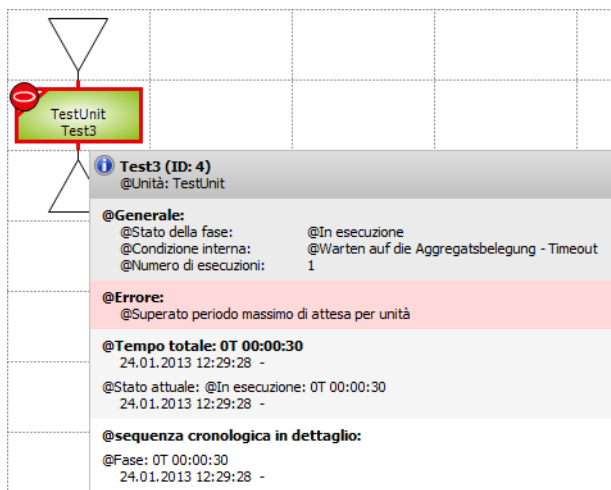 TestUnit
Test3
Test3 (ID: 4)
@Unità: TestUnit
@Generale:
@Stato della fase: @In esecuzione
@Condizione interna: @Warten auf die Aggregatsbelegung - Timeout
@Numero di esecuzioni: 1
@Errore:
@Superato periodo massimo di attesa per unità
@Tempo totale: 0T 00:00:30
24.01.2013 12:29:28 -
@Stato attuale: @In esecuzione: 0T 00:00:30
24.01.2013 12:29:28 -
@sequenza cronologica in dettaglio:
@Fase: 0T 00:00:30
24.01.2013 12:29:28 -